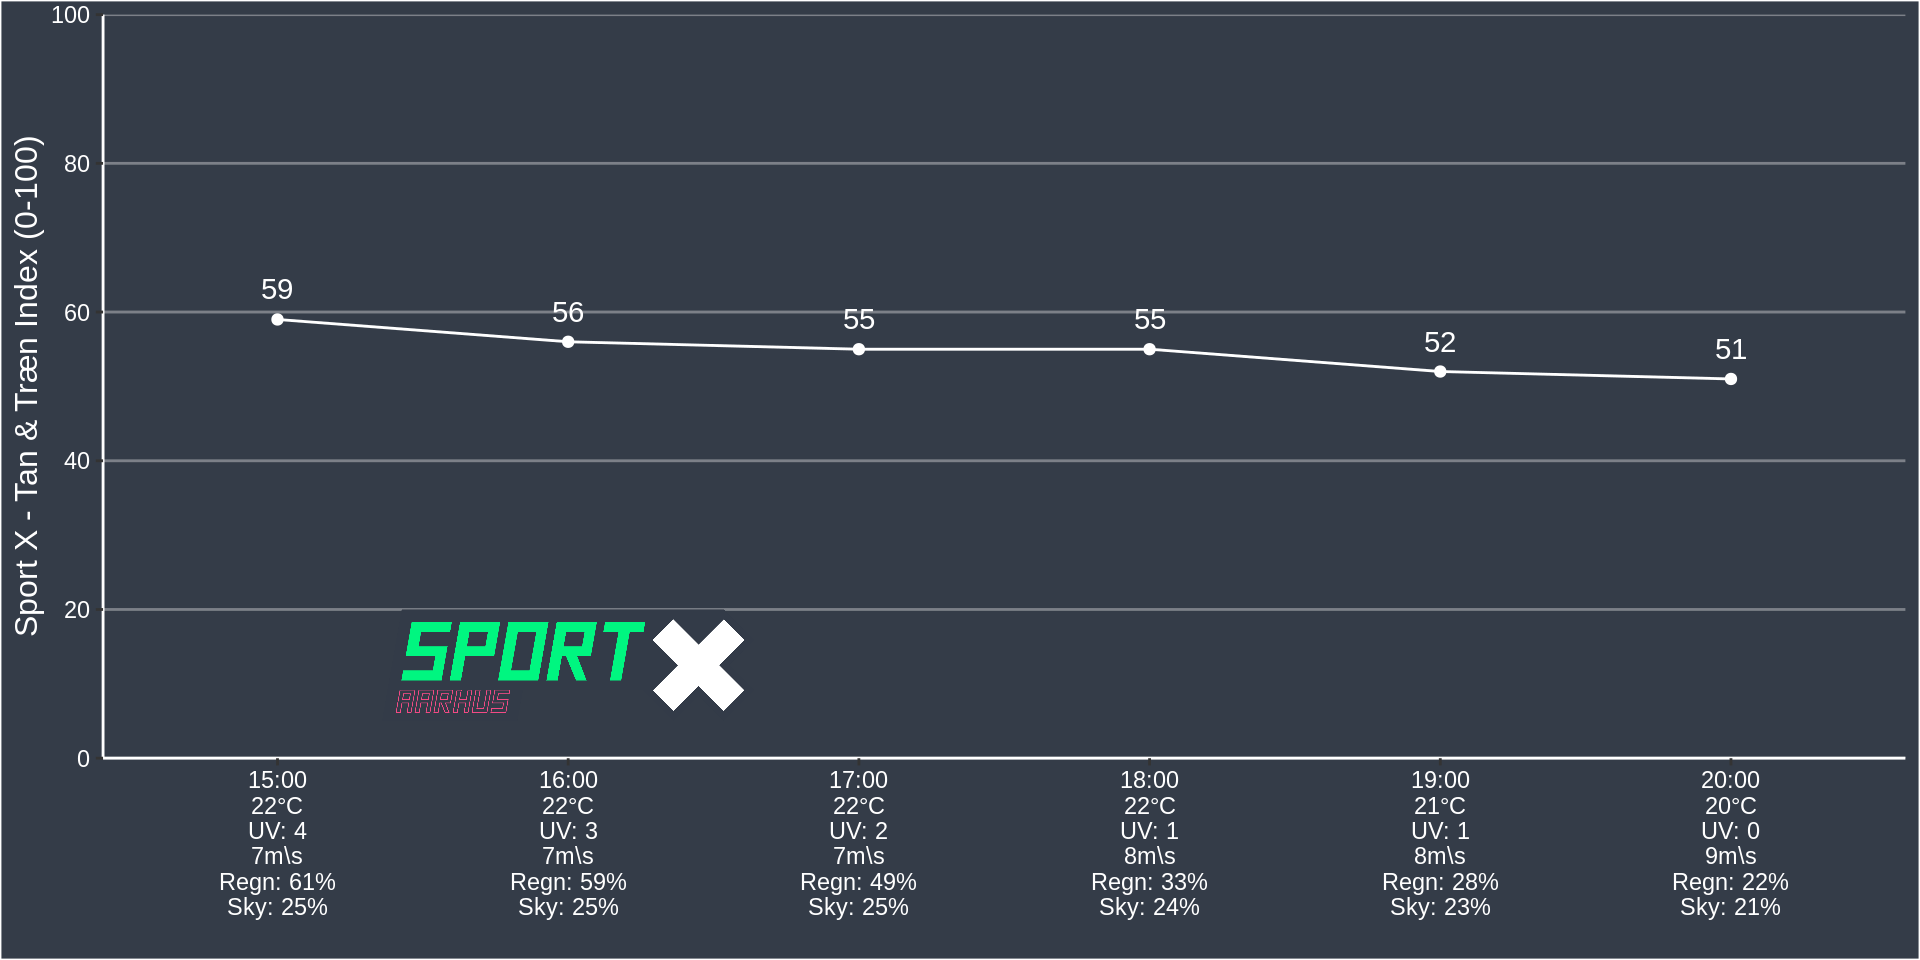 Sport X - Tan & Træn Index (0-100)
100
80
60
40
20
0
59
56
55
55
52
51
SPORT X
AARHUS
15:00
22°C
UV: 4
7m\s
Regn: 61%
Sky: 25%
16:00
22°C
UV: 3
7m\s
Regn: 59%
Sky: 25%
17:00
22°C
UV: 2
7m\s
Regn: 49%
Sky: 25%
18:00
22°C
UV: 1
8m\s
Regn: 33%
Sky: 24%
19:00
21°C
UV: 1
8m\s
Regn: 28%
Sky: 23%
20:00
20°C
UV: 0
9m\s
Regn: 22%
Sky: 21%